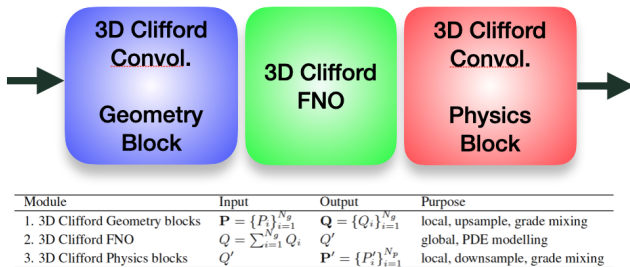 3D Clifford
Convol.
Geometry
Block
3D Clifford
FNO
3D Clifford
Convol.
Physics
Block
Module Input Output Purpose
1. 3D Clifford Geometry blocks P = {P_i}_{i=1}^{N_g} Q = {Q_i}_{i=1}^{N_g} local, upsample, grade mixing
2. 3D Clifford FNO Q = ∑_{i=1}^{N_g} Q_i Q′ global, PDE modelling
3. 3D Clifford Physics blocks Q′ P′ = {P′_i}_{i=1}^{N_p} local, downsample, grade mixing